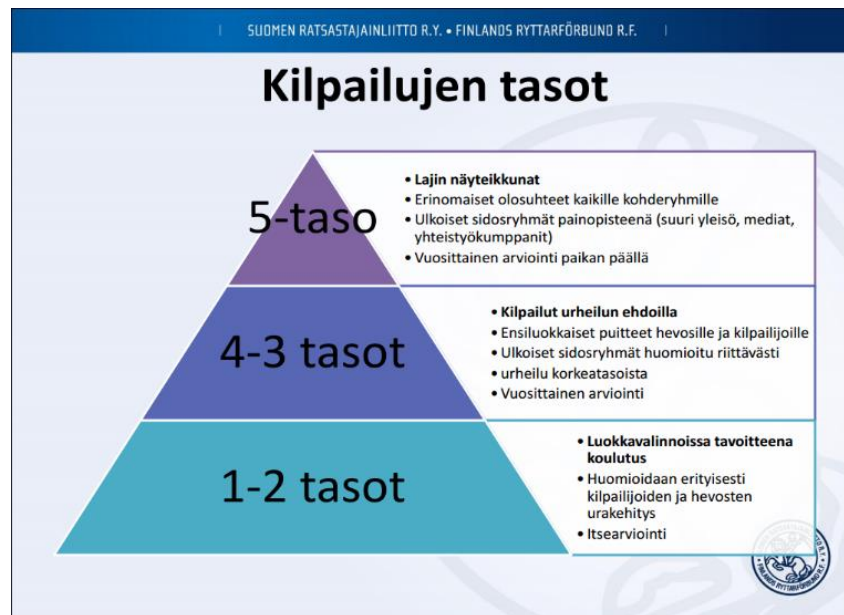 SUOMEN RATSASTAJAINLIITTO R.Y. • FINLANDS RYTTARFÖRBUND R.F.
Kilpailujen tasot
5-taso
• Lajin näyteikkunat
• Erinomaiset olosuhteet kaikille kohderyhmille
• Ulkoiset sidosryhmät painopisteenä (suuri yleisö, mediat,
yhteistyökumppanit)
• Vuosittainen arviointi paikan päällä
4-3 tasot
• Kilpailut urheilun ehdoilla
• Ensiluokkaiset puitteet hevosille ja kilpailijoille
• Ulkoiset sidosryhmät huomioitu riittävästi
• urheilu korkeatasoista
• Vuosittainen arviointi
1-2 tasot
• Luokkavalinnoissa tavoitteena
koulutus
• Huomioidaan erityisesti
kilpailijoiden ja hevosten
urakehitys
• Itsearviointi
FINLANDS RYTTARFÖRBUND R.F.